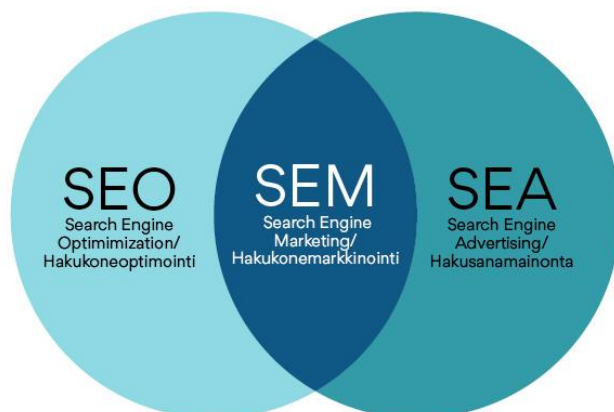 SEO
Search Engine
Optimimization/
Hakukoneoptimointi
SEM
Search Engine
Marketing/
Hakukonemarkkinointi
SEA
Search Engine
Advertising/
Hakusanamainonta